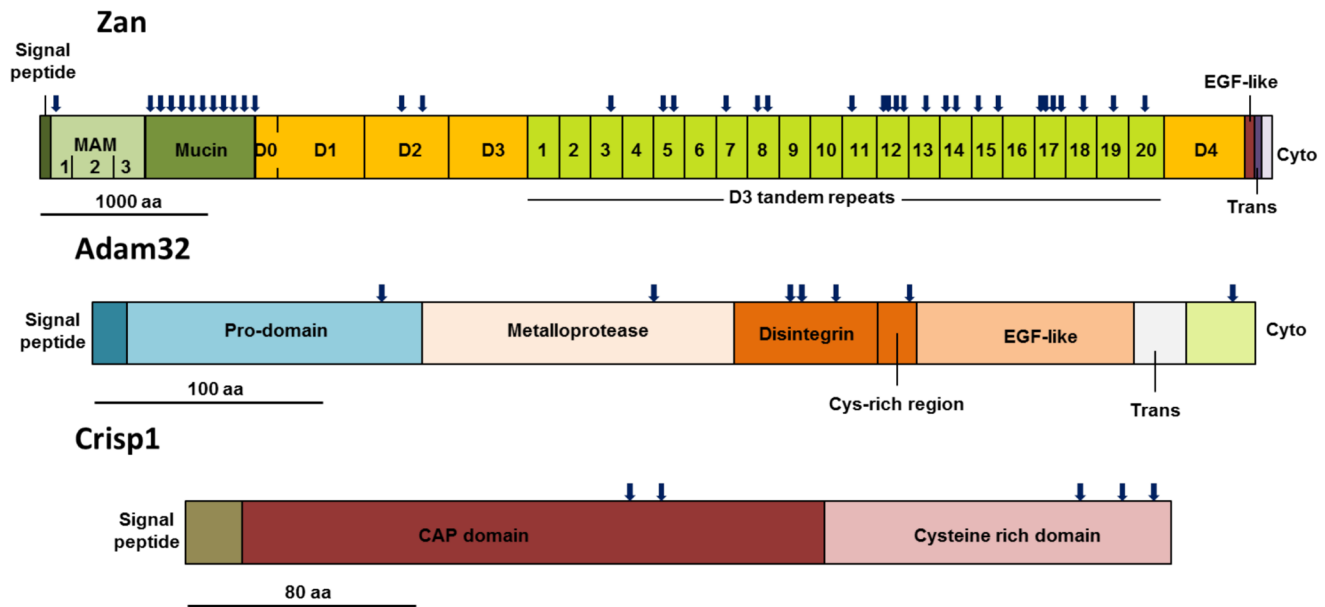 Zan
Signal
peptide
EGF-like
MAM
1 2 3
Mucin
D0
D1
D2
D3
1 2 3 4 5 6 7 8 9 10 11 12 13 14 15 16 17 18 19 20
D4
Cyto
1000 aa
D3 tandem repeats
Trans
Adam32
Signal
peptide
Pro-domain
Metalloprotease
Disintegrin
EGF-like
Cyto
100 aa
Cys-rich region
Trans
Crisp1
Signal
peptide
CAP domain
Cysteine rich domain
80 aa